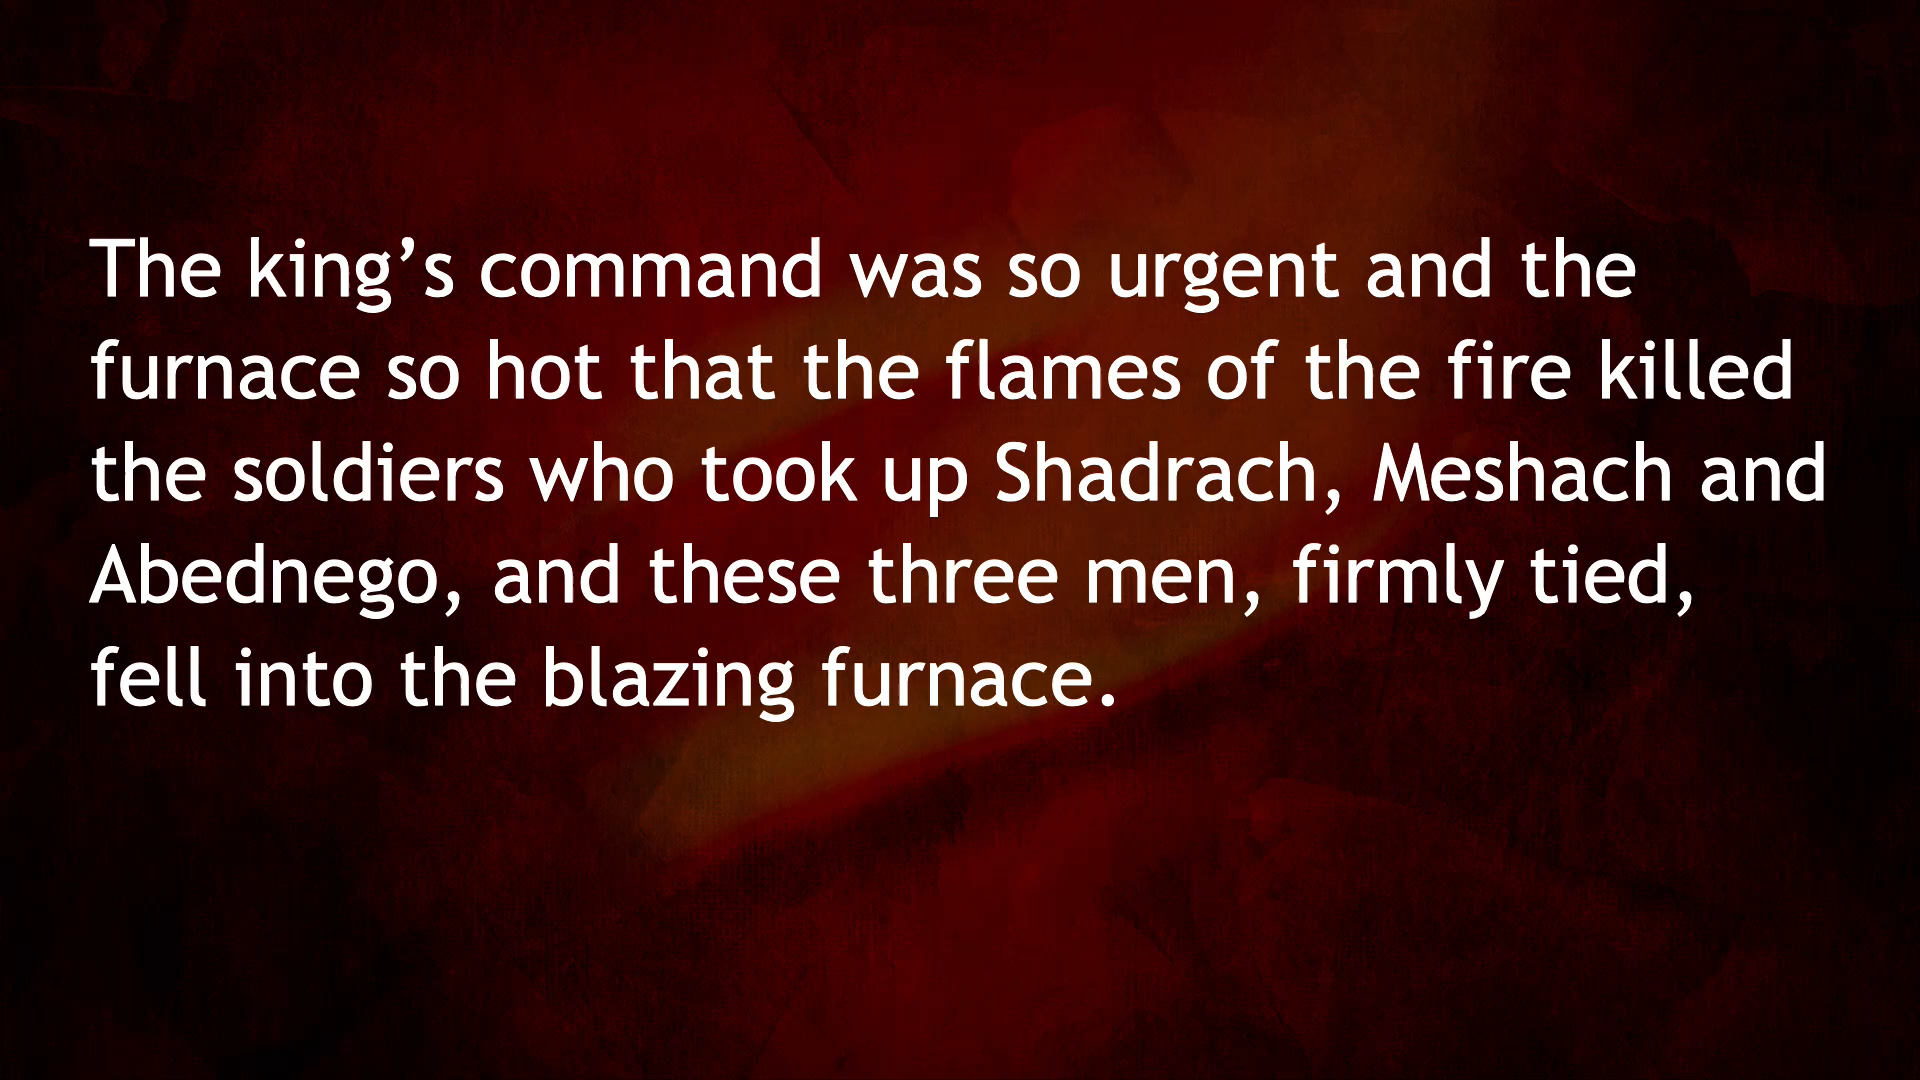 The king’s command was so urgent and the
furnace so hot that the flames of the fire killed
the soldiers who took up Shadrach, Meshach and
Abednego, and these three men, firmly tied,
fell into the blazing furnace.